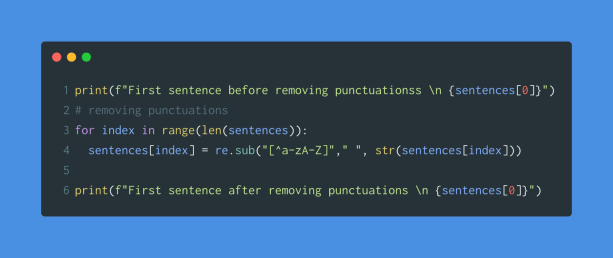 1 print(f"First sentence before removing punctuationss \n {sentences[0]}")
2 # removing punctuations
3 for index in range(len(sentences)):
4   sentences[index] = re.sub("[^a-zA-Z]"," ", str(sentences[index]))
5
6 print(f"First sentence after removing punctuations \n {sentences[0]}")